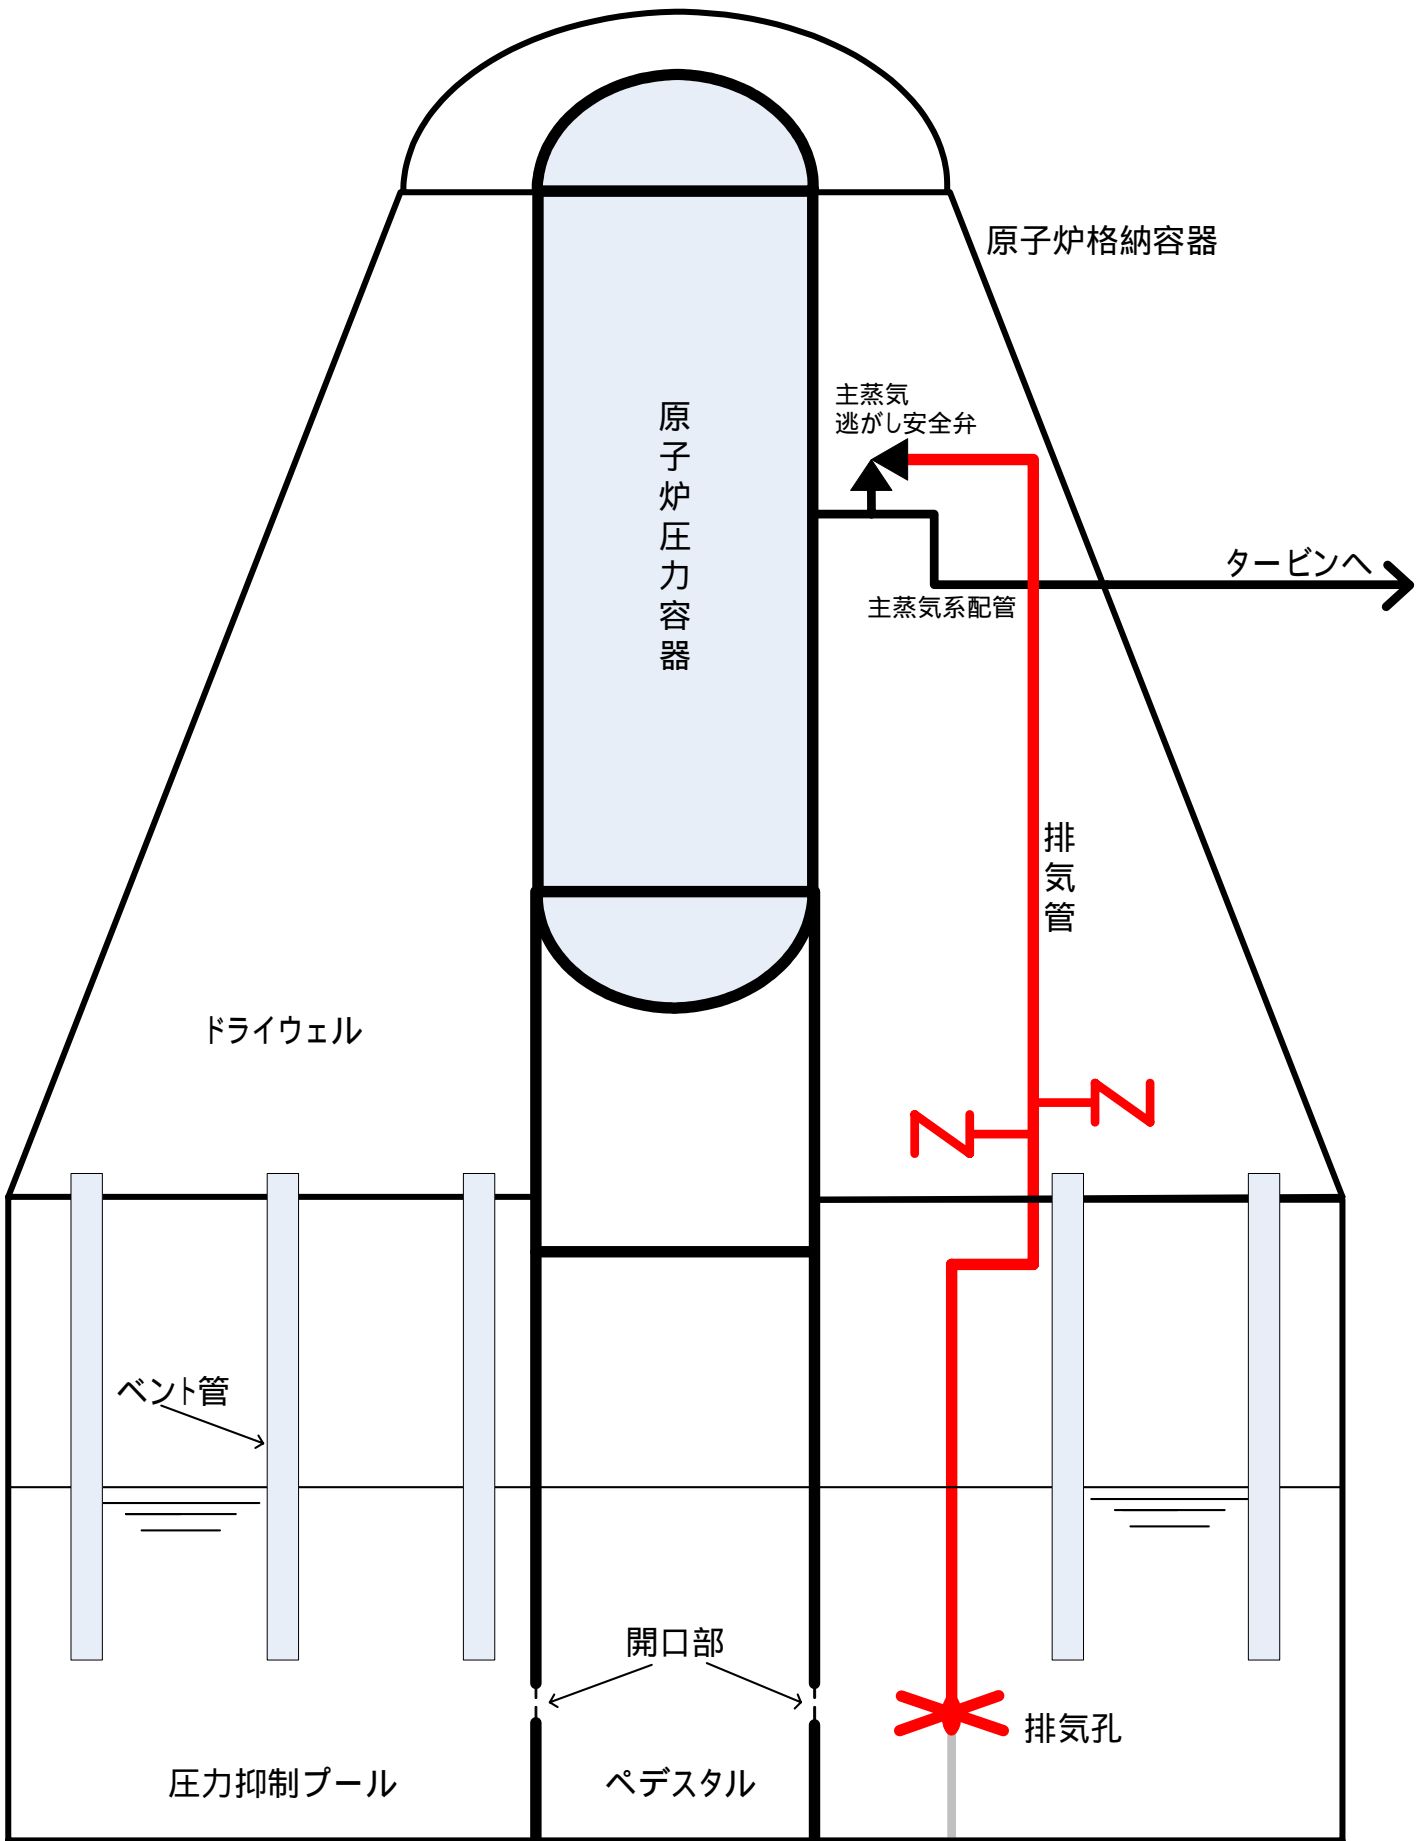 原子炉格納容器
主蒸気
逃がし安全弁
原子炉圧力容器
タービンへ
主蒸気系配管
排気管
ドライウェル
ベント管
開口部
排気孔
圧力抑制プール
ペデスタル